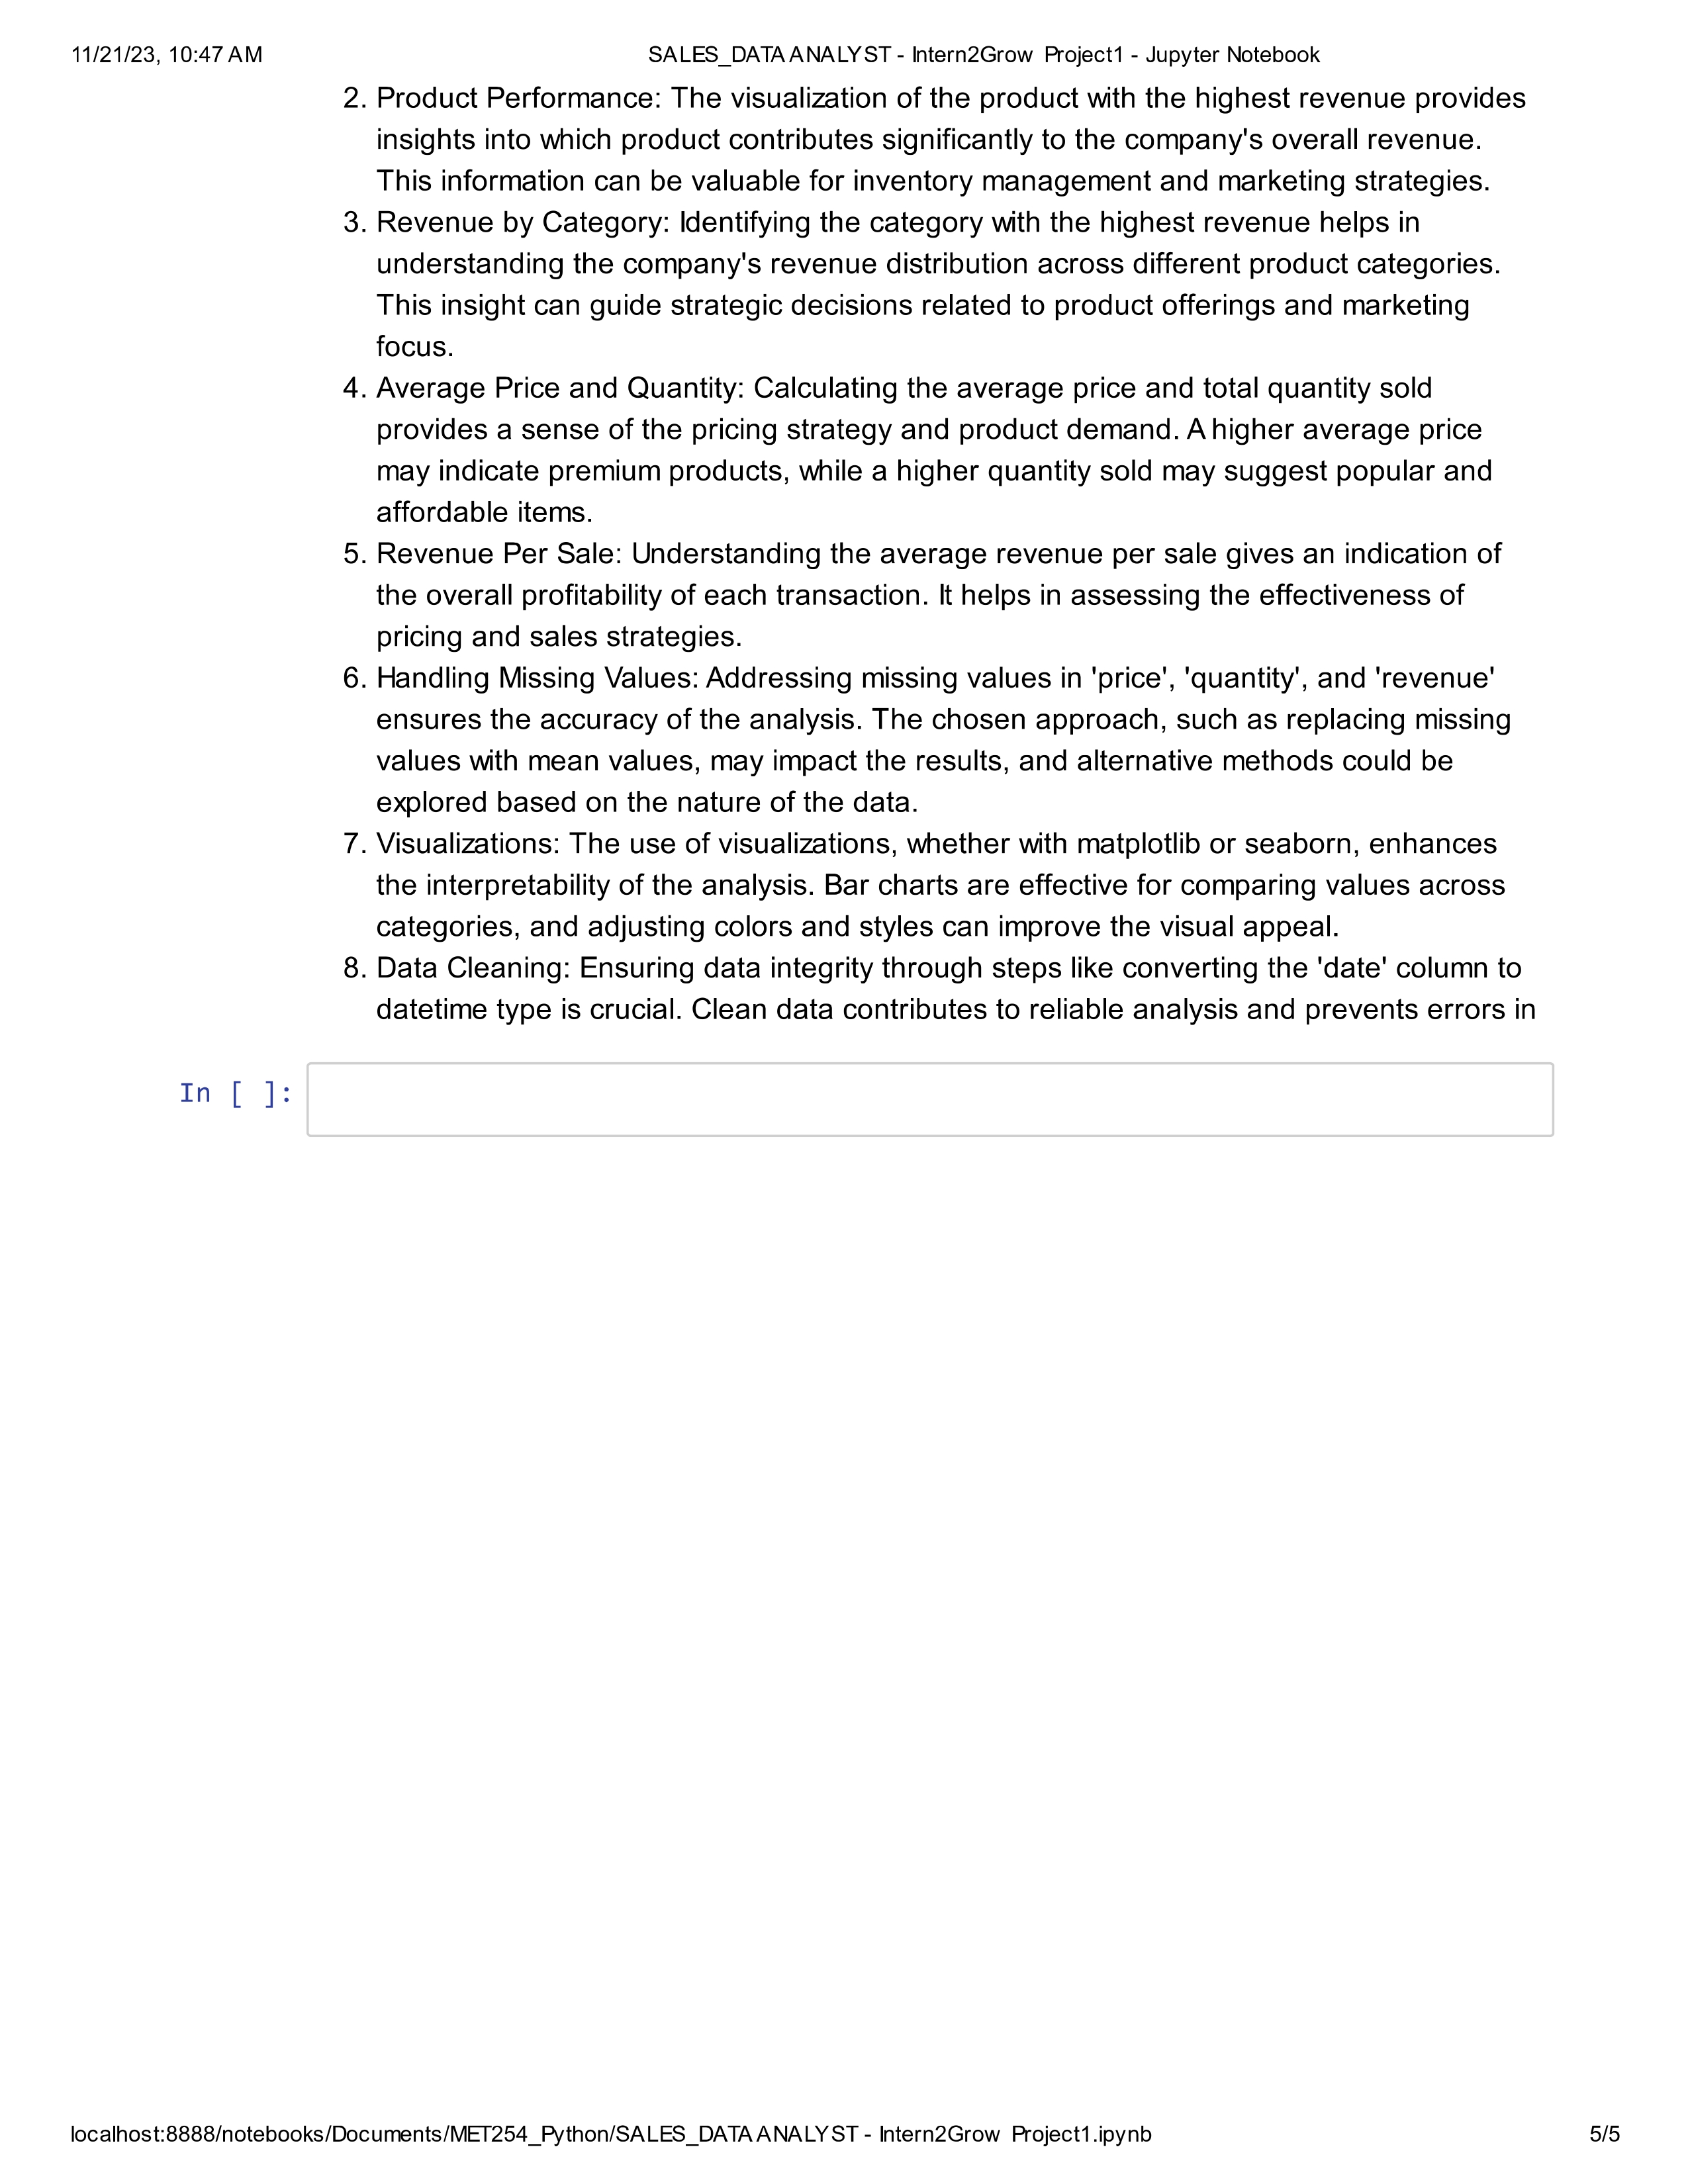 11/21/23, 10:47 AM
SALES_DATA ANALYST - Intern2Grow Project1 - Jupyter Notebook
2. Product Performance: The visualization of the product with the highest revenue provides
insights into which product contributes significantly to the company's overall revenue.
This information can be valuable for inventory management and marketing strategies.
3. Revenue by Category: Identifying the category with the highest revenue helps in
understanding the company's revenue distribution across different product categories.
This insight can guide strategic decisions related to product offerings and marketing
focus.
4. Average Price and Quantity: Calculating the average price and total quantity sold
provides a sense of the pricing strategy and product demand. A higher average price
may indicate premium products, while a higher quantity sold may suggest popular and
affordable items.
5. Revenue Per Sale: Understanding the average revenue per sale gives an indication of
the overall profitability of each transaction. It helps in assessing the effectiveness of
pricing and sales strategies.
6. Handling Missing Values: Addressing missing values in 'price', 'quantity', and 'revenue'
ensures the accuracy of the analysis. The chosen approach, such as replacing missing
values with mean values, may impact the results, and alternative methods could be
explored based on the nature of the data.
7. Visualizations: The use of visualizations, whether with matplotlib or seaborn, enhances
the interpretability of the analysis. Bar charts are effective for comparing values across
categories, and adjusting colors and styles can improve the visual appeal.
8. Data Cleaning: Ensuring data integrity through steps like converting the 'date' column to
datetime type is crucial. Clean data contributes to reliable analysis and prevents errors in
In [ ]:
localhost:8888/notebooks/Documents/MET254_Python/SALES_DATA ANALYST - Intern2Grow Project1.ipynb
5/5